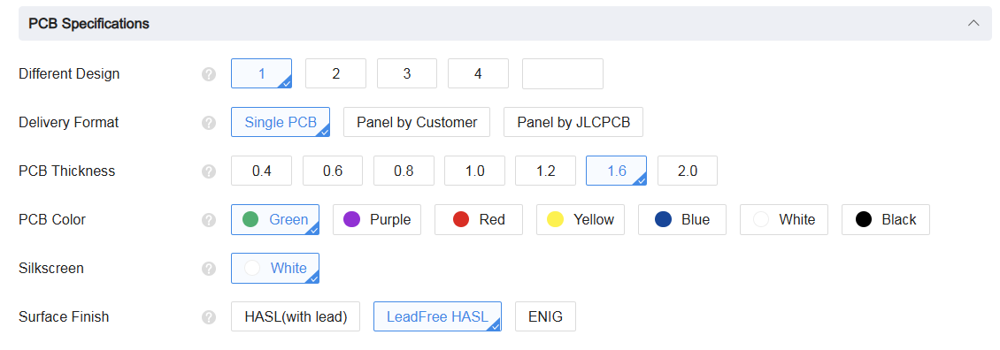 PCB Specifications
Different Design ? 1 2 3 4
Delivery Format ? Single PCB Panel by Customer Panel by JLCPCB
PCB Thickness ? 0.4 0.6 0.8 1.0 1.2 1.6 2.0
PCB Color ? Green Purple Red Yellow Blue White Black
Silkscreen ? White
Surface Finish ? HASL(with lead) LeadFree HASL ENIG